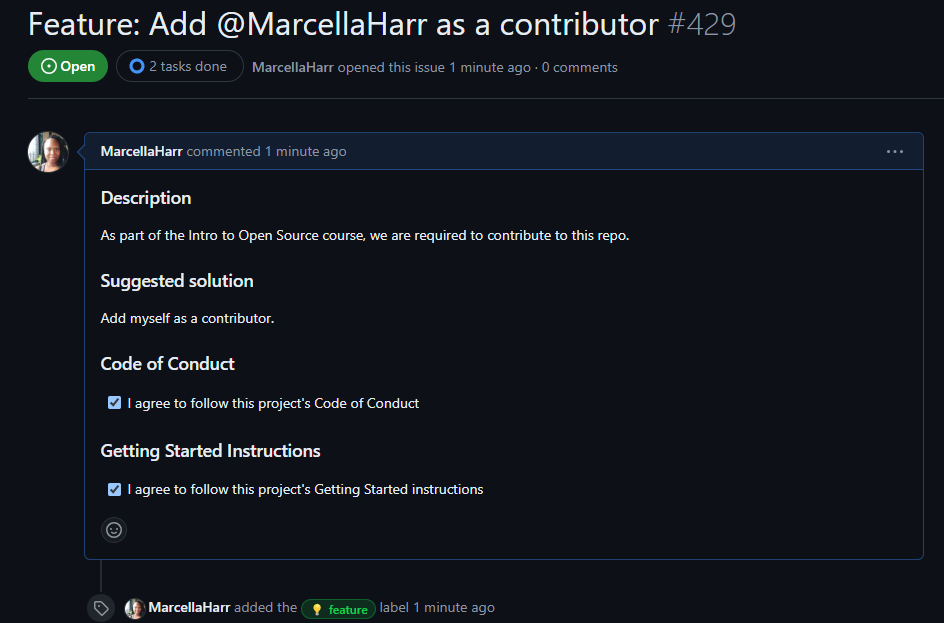 Feature: Add @MarcellaHarr as a contributor #429
Open 2 tasks done MarcellaHarr opened this issue 1 minute ago · 0 comments
MarcellaHarr commented 1 minute ago
Description
As part of the Intro to Open Source course, we are required to contribute to this repo.
Suggested solution
Add myself as a contributor.
Code of Conduct
I agree to follow this project's Code of Conduct
Getting Started Instructions
I agree to follow this project's Getting Started instructions
MarcellaHarr added the feature label 1 minute ago